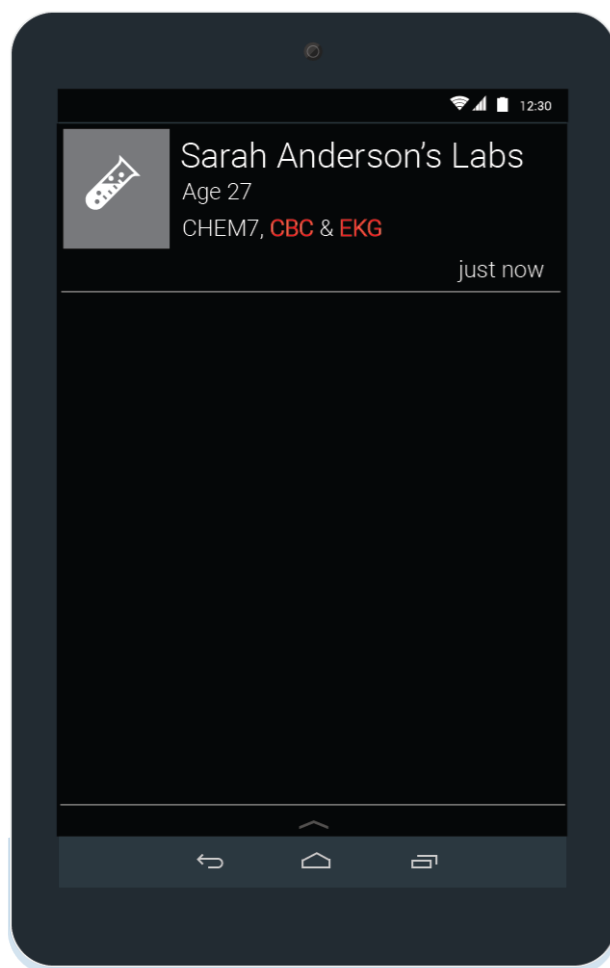 12:30
Sarah Anderson’s Labs
Age 27
CHEM7, CBC & EKG
just now